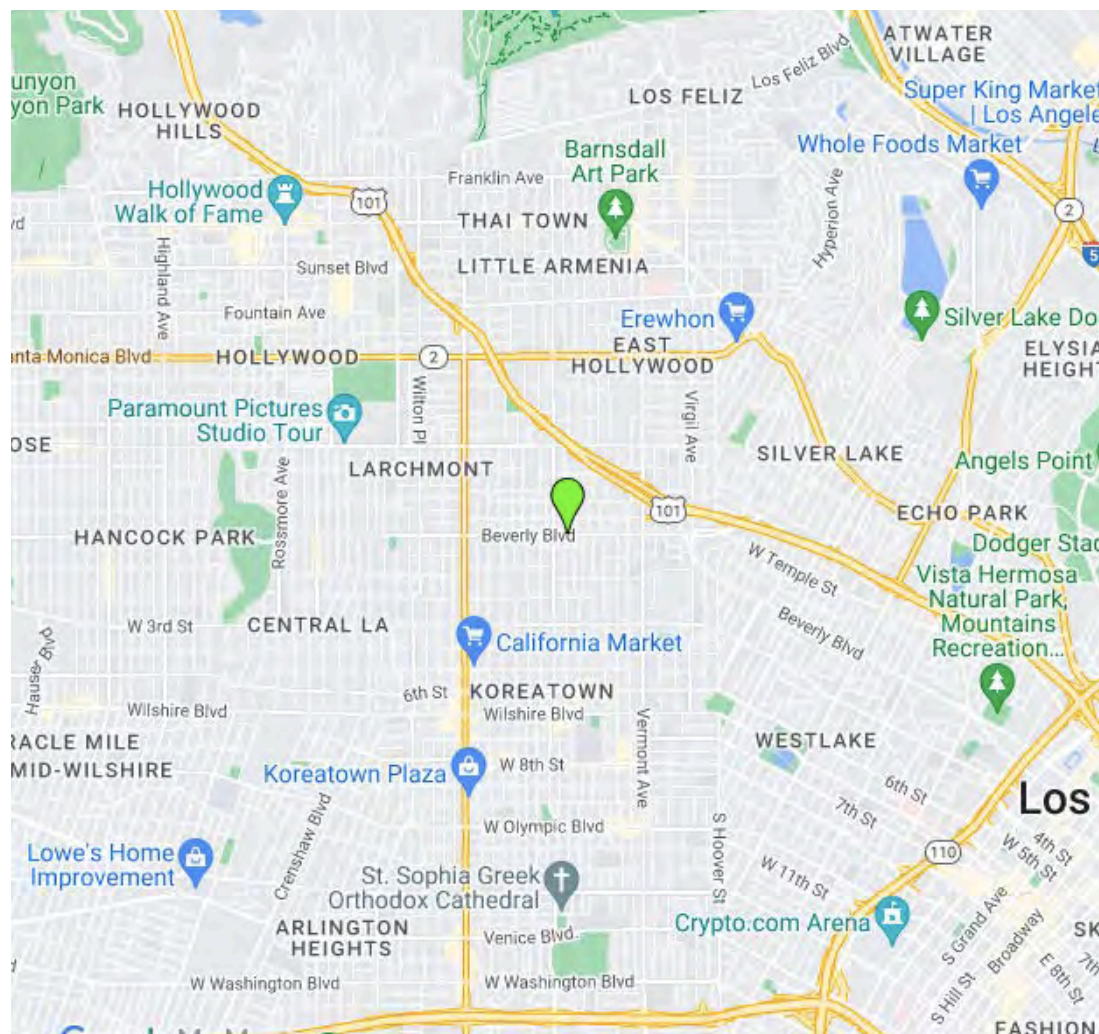 ATWATER
VILLAGE
Los Feliz Blvd
unyon
yon Park
HOLLYWOOD
HILLS
LOS FELIZ
Super King Market
| Los Angele
Whole Foods Market
Barnsdall
Art Park
Franklin Ave
Hollywood
Walk of Fame
101
THAI TOWN
Hyperion Ave
2
vd
Highland Ave
Sunset Blvd
LITTLE ARMENIA
5
Fountain Ave
Erewhon
Silver Lake Do
anta Monica Blvd
HOLLYWOOD
2
EAST
HOLLYWOOD
ELYSIA
HEIGHT
Paramount Pictures
Studio Tour
Wilton Pl
Virgil Ave
OSE
LARCHMONT
SILVER LAKE
Angels Point
Rossmore Ave
101
ECHO PARK
HANCOCK PARK
Beverly Blvd
Dodger Stad
W Temple St
Vista Hermosa
Natural Park,
Mountains
Recreation...
W 3rd St
CENTRAL LA
California Market
Beverly Blvd
Hauser Blvd
6th St
KOREATOWN
Wilshire Blvd
Wilshire Blvd
Vermont Ave
RACLE MILE
MID-WILSHIRE
WESTLAKE
Koreatown Plaza
W 8th St
6th St
Los
7th St
Crenshaw Blvd
W Olympic Blvd
S Hoover St
110
4th St
W 5th St
Lowe's Home
Improvement
St. Sophia Greek
Orthodox Cathedral
W 11th St
Crypto.com Arena
S Grand Ave
Broadway
ARLINGTON
HEIGHTS
Venice Blvd
SK
7th
E 8th St
W Washington Blvd
W Washington Blvd
S Hill St
FASHION